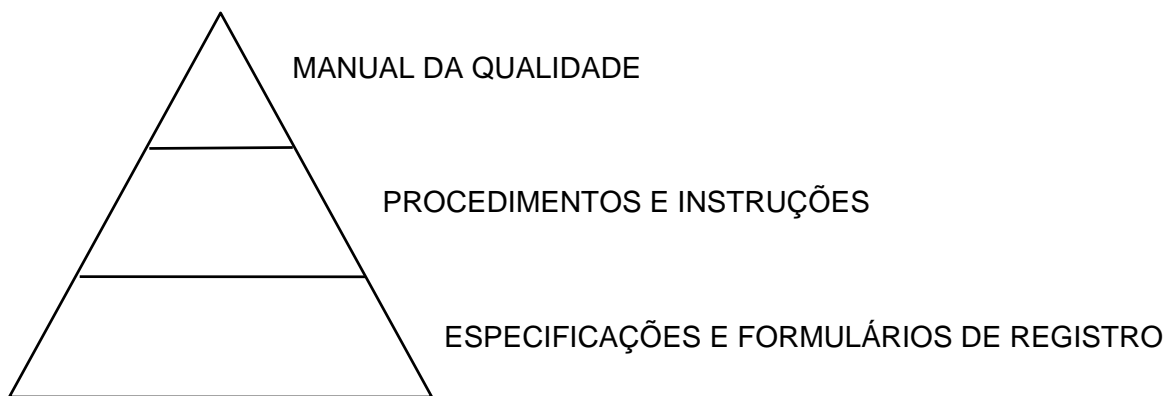 MANUAL DA QUALIDADE
PROCEDIMENTOS E INSTRUÇÕES
ESPECIFICAÇÕES E FORMULÁRIOS DE REGISTRO